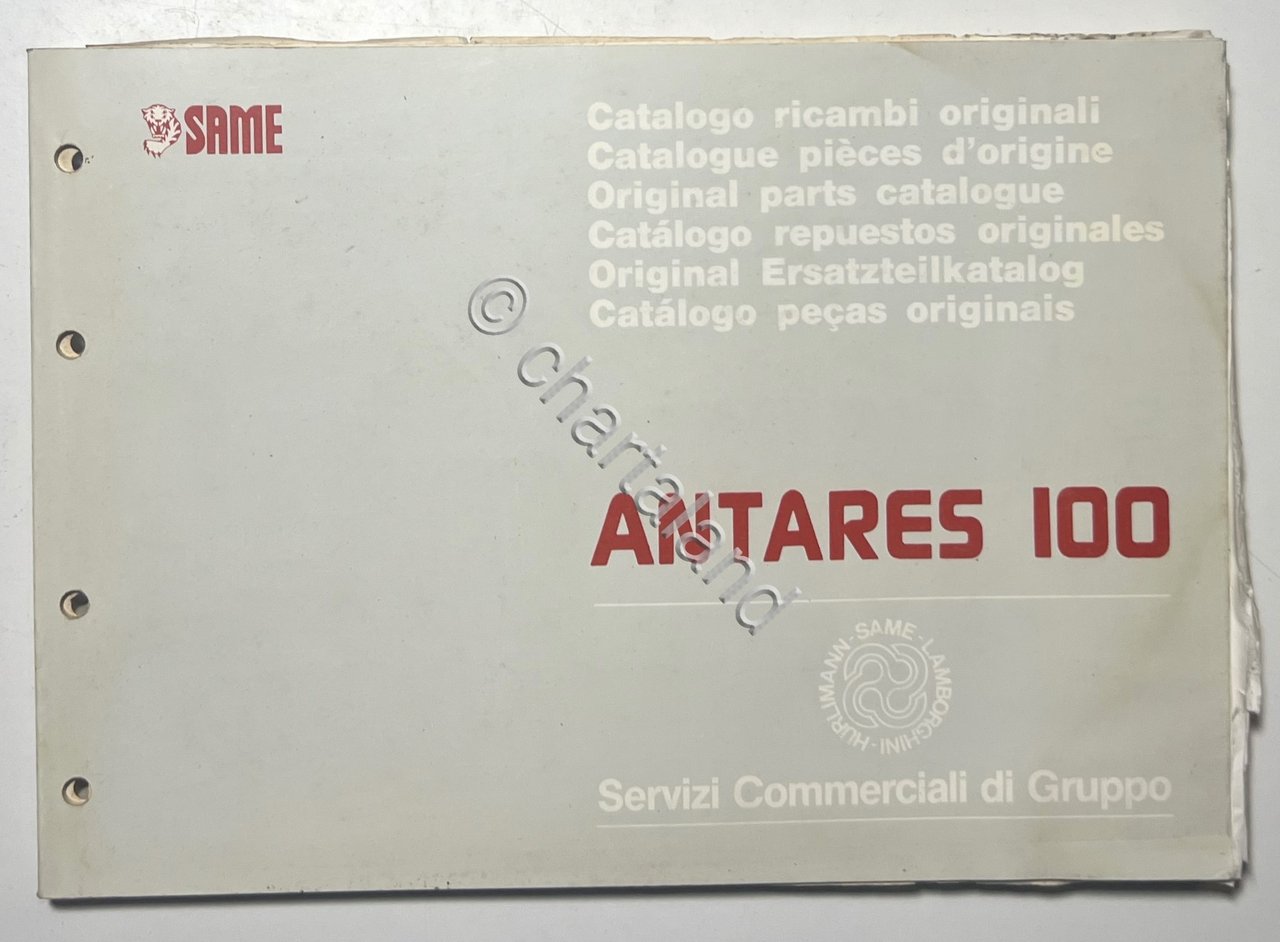 SAME
Catalogo ricambi originali
Catalogue pièces d'origine
Original parts catalogue
Catálogo repuestos originales
Original Ersatzteilkatalog
Catálogo peças originais
© chartaland
ANTARES 100
HÜRLIMANN-SAME-LAMBORGHINI-
Servizi Commerciali di Gruppo